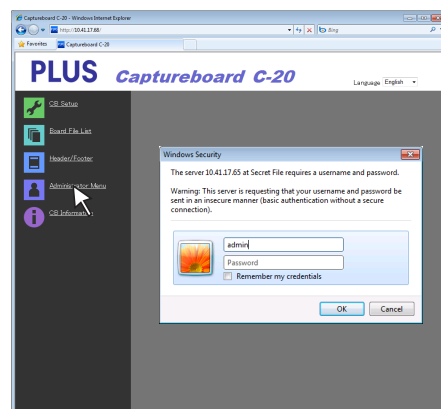 Captureboard C-20 - Windows Internet Explorer
http://10.41.17.68/
Bing
Favorites
Captureboard C-20
PLUS Captureboard C-20
Language English
CB Setup
Board File List
Header/Footer
Administrator Menu
CB Information
Windows Security
The server 10.41.17.65 at Secret File requires a username and password.
Warning: This server is requesting that your username and password be
sent in an insecure manner (basic authentication without a secure
connection).
admin
Password
Remember my credentials
OK Cancel